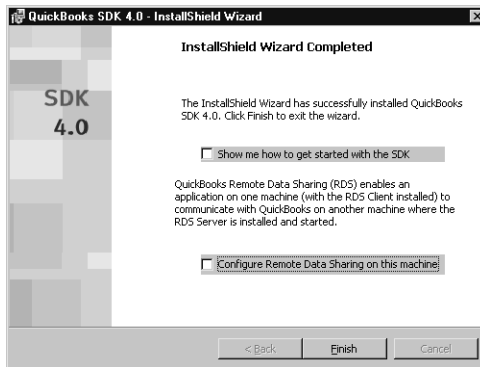 QuickBooks SDK 4.0 - InstallShield Wizard
InstallShield Wizard Completed
SDK
4.0
The InstallShield Wizard has successfully installed QuickBooks
SDK 4.0. Click Finish to exit the wizard.
Show me how to get started with the SDK
QuickBooks Remote Data Sharing (RDS) enables an
application on one machine (with the RDS Client installed) to
communicate with QuickBooks on another machine where the
RDS Server is installed and started.
Configure Remote Data Sharing on this machine
< Back Finish Cancel